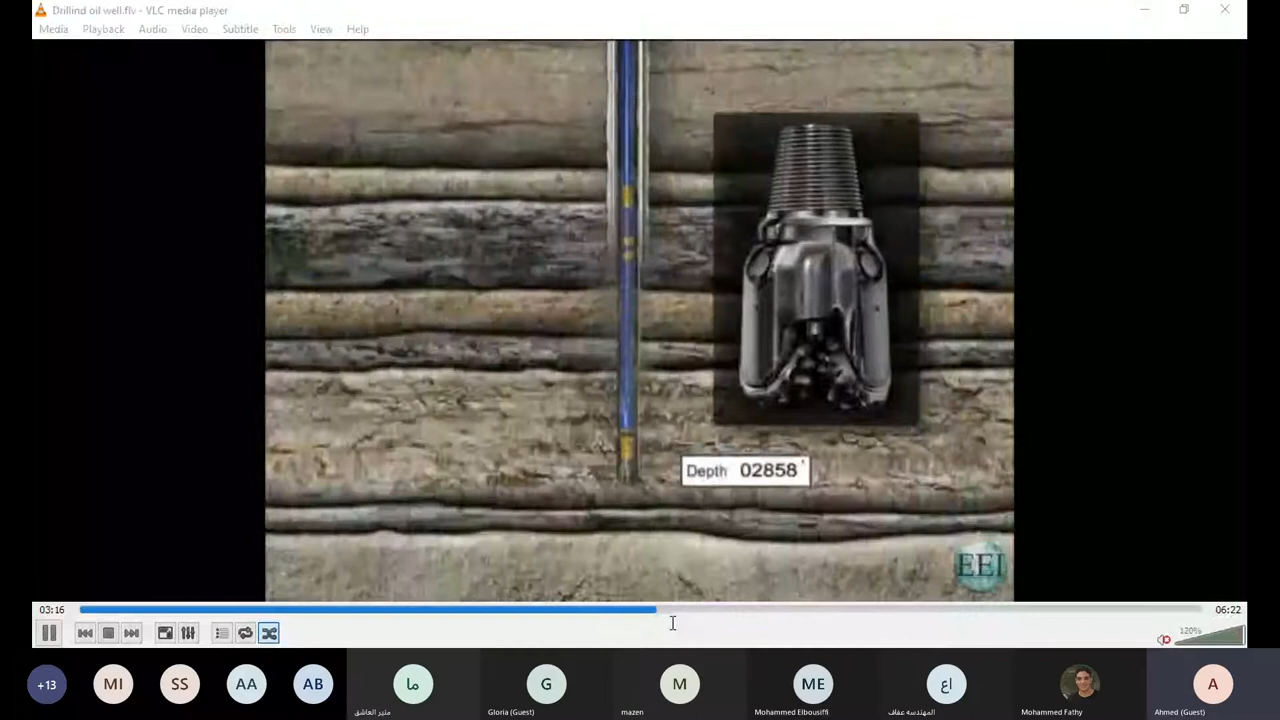 Drillind oil well.flv - VLC media player
Media Playback Audio Video Subtitle Tools View Help
Depth 02858'
EEI
03:16
06:22
120%
+13
MI
SS
AA
AB
ما
G
M
ME
اع
A
منير العاشق
Gloria (Guest)
mazen
Mohammed Elbousiffi
المهندسه عفاف
Mohammed Fathy
Ahmed (Guest)